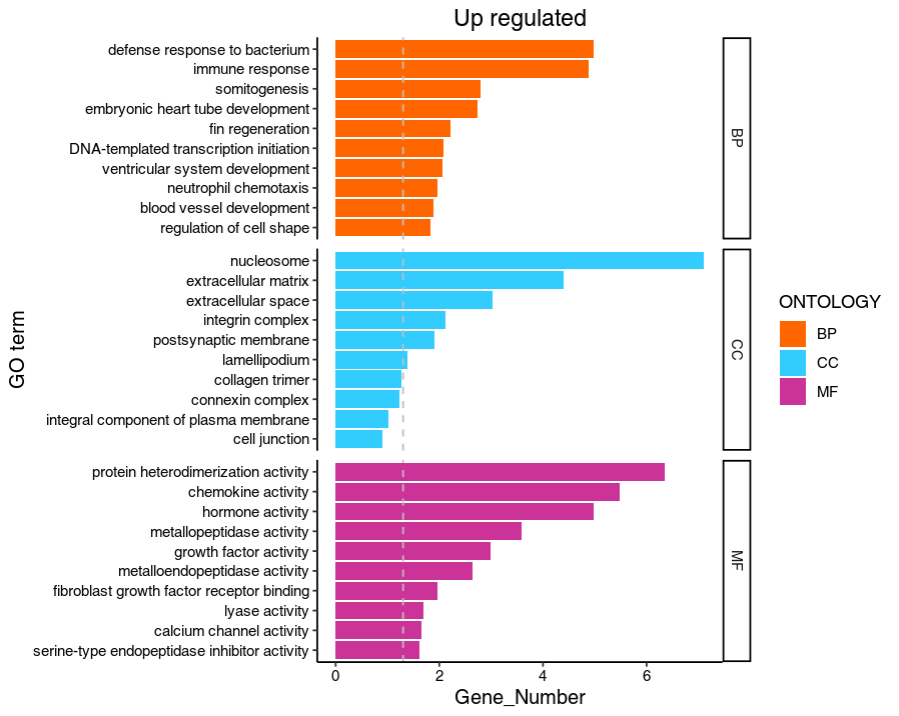 Up regulated
GO term
defense response to bacterium
immune response
somitogenesis
embryonic heart tube development
fin regeneration
DNA-templated transcription initiation
ventricular system development
neutrophil chemotaxis
blood vessel development
regulation of cell shape
BP
nucleosome
extracellular matrix
extracellular space
integrin complex
postsynaptic membrane
lamellipodium
collagen trimer
connexin complex
integral component of plasma membrane
cell junction
CC
protein heterodimerization activity
chemokine activity
hormone activity
metallopeptidase activity
growth factor activity
metalloendopeptidase activity
fibroblast growth factor receptor binding
lyase activity
calcium channel activity
serine-type endopeptidase inhibitor activity
MF
0 2 4 6
Gene_Number
ONTOLOGY
BP
CC
MF